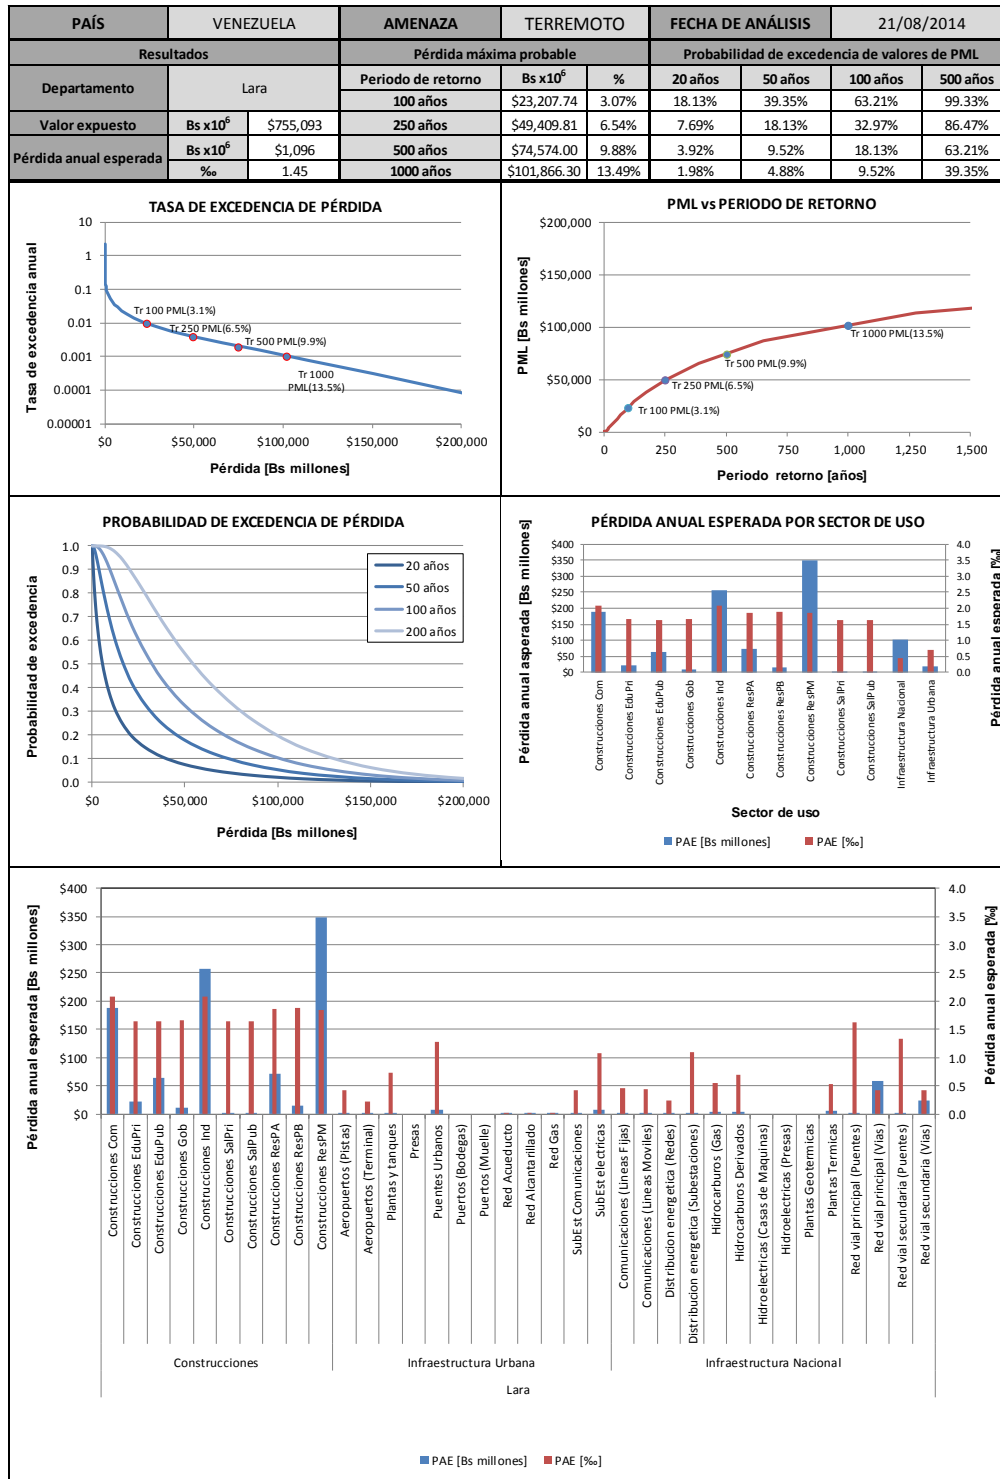 PAÍS VENEZUELA AMENAZA TERREMOTO FECHA DE ANÁLISIS 21/08/2014
Resultados Pérdida máxima probable Probabilidad de excedencia de valores de PML
Departamento Lara Periodo de retorno Bs x10⁶ % 20 años 50 años 100 años 500 años
100 años $23,207.74 3.07% 18.13% 39.35% 63.21% 99.33%
Valor expuesto Bs x10⁶ $755,093 250 años $49,409.81 6.54% 7.69% 18.13% 32.97% 86.47%
Pérdida anual esperada Bs x10⁶ $1,096 500 años $74,574.00 9.88% 3.92% 9.52% 18.13% 63.21%
‰ 1.45 1000 años $101,866.30 13.49% 1.98% 4.88% 9.52% 39.35%
TASA DE EXCEDENCIA DE PÉRDIDA
Tasa de excedencia anual
10
1
0.1
0.01
0.001
0.0001
0.00001
Tr 100 PML(3.1%)
Tr 250 PML(6.5%)
Tr 500 PML(9.9%)
Tr 1000
PML(13.5%)
$0 $50,000 $100,000 $150,000 $200,000
Pérdida [Bs millones]
PML vs PERIODO DE RETORNO
PML [Bs millones]
$200,000
$150,000
$100,000
$50,000
$0
Tr 1000 PML(13.5%)
Tr 500 PML(9.9%)
Tr 250 PML(6.5%)
Tr 100 PML(3.1%)
0 250 500 750 1,000 1,250 1,500
Periodo retorno [años]
PROBABILIDAD DE EXCEDENCIA DE PÉRDIDA
Probabilidad de excedencia
1.0
0.9
0.8
0.7
0.6
0.5
0.4
0.3
0.2
0.1
0.0
20 años
50 años
100 años
200 años
$0 $50,000 $100,000 $150,000 $200,000
Pérdida [Bs millones]
PÉRDIDA ANUAL ESPERADA POR SECTOR DE USO
Pérdida anual asperada [Bs millones]
$400
$350
$300
$250
$200
$150
$100
$50
$0
4.0
3.5
3.0
2.5
2.0
1.5
1.0
0.5
0.0
Pérdida anual esperada [‰]
Construcciones Com
Construcciones EduPri
Construcciones EduPub
Construcciones Gob
Construcciones Ind
Construcciones ResPA
Construcciones ResPB
Construcciones ResPM
Construcciones SalPri
Construcciones SalPub
Infraestructura Nacional
Infraestructura Urbana
Sector de uso
PAE [Bs millones] PAE [‰]
Pérdida anual esperada [Bs millones]
$400
$350
$300
$250
$200
$150
$100
$50
$0
4.0
3.5
3.0
2.5
2.0
1.5
1.0
0.5
0.0
Pérdida anual esperada [‰]
Construcciones Com
Construcciones EduPri
Construcciones EduPub
Construcciones Gob
Construcciones Ind
Construcciones SalPri
Construcciones SalPub
Construcciones ResPA
Construcciones ResPB
Construcciones ResPM
Aeropuertos (Pistas)
Aeropuertos (Terminal)
Plantas y tanques
Presas
Puentes Urbanos
Puertos (Bodegas)
Puertos (Muelle)
Red Acueducto
Red Alcantarillado
Red Gas
SubEst Comunicaciones
SubEst electricas
Comunicaciones (Lineas Fijas)
Comunicaciones (Lineas Moviles)
Distribucion energetica (Redes)
Distribucion energetica (Subestaciones)
Hidrocarburos (Gas)
Hidrocarburos Derivados
Hidroelectricas (Casas de Maquinas)
Hidroelectricas (Presas)
Plantas Geotermicas
Plantas Termicas
Red vial principal (Puentes)
Red vial principal (Vias)
Red vial secundaria (Puentes)
Red vial secundaria (Vias)
Construcciones Infraestructura Urbana Infraestructura Nacional
Lara
PAE [Bs millones] PAE [‰]